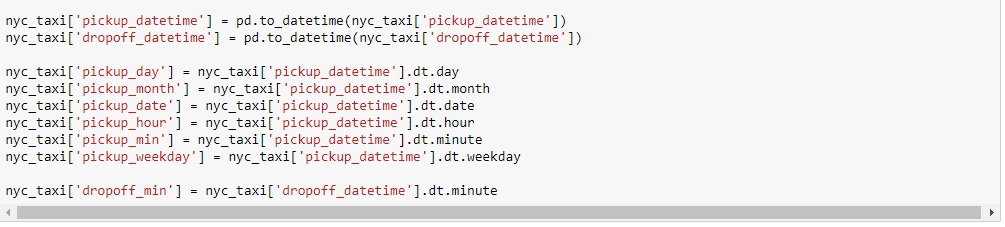 nyc_taxi['pickup_datetime'] = pd.to_datetime(nyc_taxi['pickup_datetime'])
nyc_taxi['dropoff_datetime'] = pd.to_datetime(nyc_taxi['dropoff_datetime'])
nyc_taxi['pickup_day'] = nyc_taxi['pickup_datetime'].dt.day
nyc_taxi['pickup_month'] = nyc_taxi['pickup_datetime'].dt.month
nyc_taxi['pickup_date'] = nyc_taxi['pickup_datetime'].dt.date
nyc_taxi['pickup_hour'] = nyc_taxi['pickup_datetime'].dt.hour
nyc_taxi['pickup_min'] = nyc_taxi['pickup_datetime'].dt.minute
nyc_taxi['pickup_weekday'] = nyc_taxi['pickup_datetime'].dt.weekday
nyc_taxi['dropoff_min'] = nyc_taxi['dropoff_datetime'].dt.minute